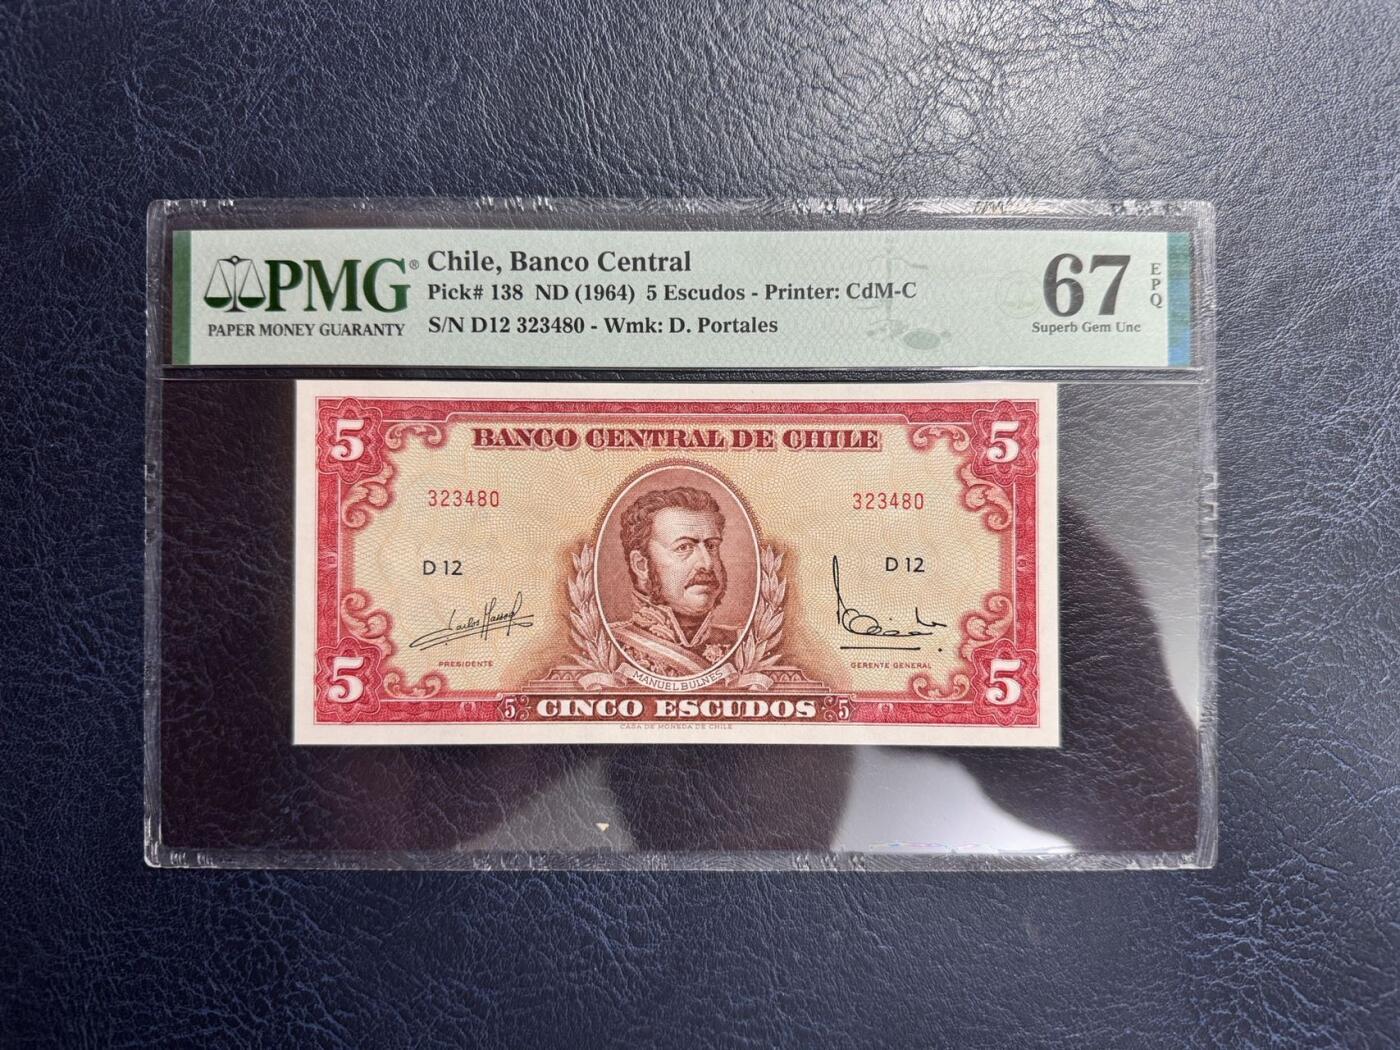 PMG®
PAPER MONEY GUARANTY
Chile, Banco Central
Pick# 138 ND (1964) 5 Escudos - Printer: CdM-C
S/N D12 323480 - Wmk: D. Portales
67
EPQ
Superb Gem Unc
5 5
BANCO CENTRAL DE CHILE
323480 323480
D 12 D 12
PRESIDENTE GERENTE GENERAL
MANUEL BULNES
5 5
5 CINCO ESCUDOS 5
CASA DE MONEDA DE CHILE